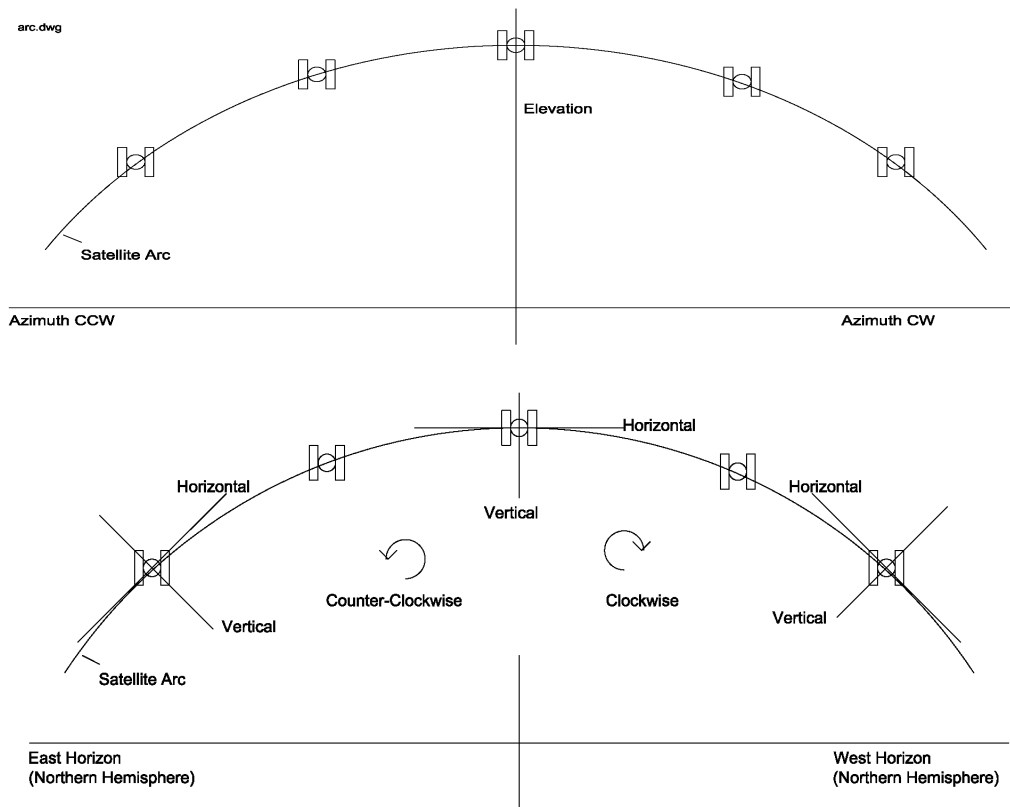 arc.dwg
Elevation
Satellite Arc
Azimuth CCW
Azimuth CW
Horizontal
Horizontal
Horizontal
Vertical
Counter-Clockwise
Clockwise
Vertical
Vertical
Satellite Arc
East Horizon
(Northern Hemisphere)
West Horizon
(Northern Hemisphere)